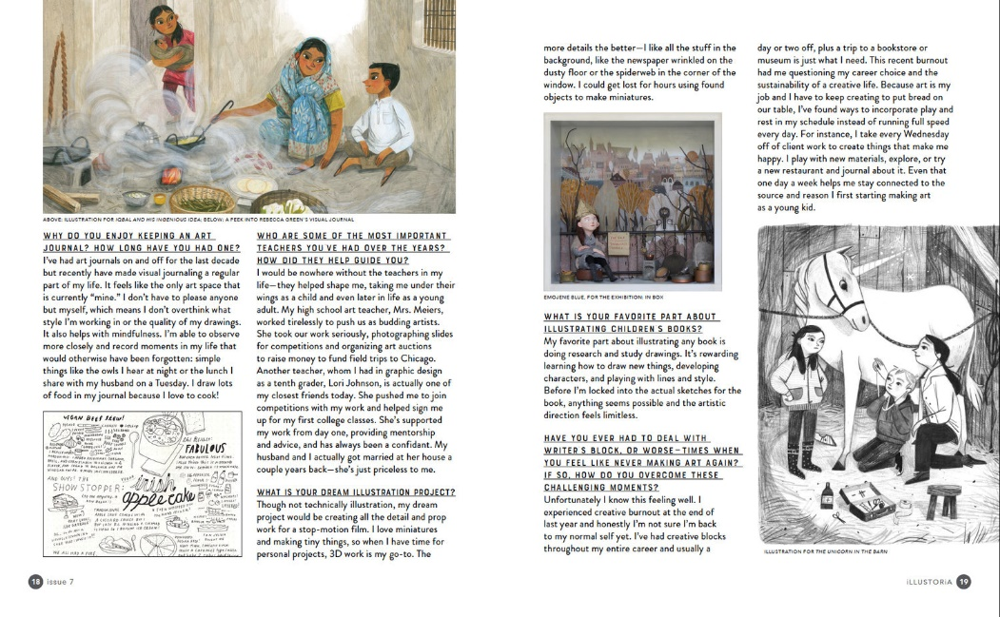 ABOVE: ILLUSTRATION FOR IQBAL AND HIS INGENIOUS IDEA; BELOW: A PEEK INTO REBECCA GREEN'S VISUAL JOURNAL
WHY DO YOU ENJOY KEEPING AN ART
JOURNAL? HOW LONG HAVE YOU HAD ONE?
I've had art journals on and off for the last decade
but recently have made visual journaling a regular
part of my life. It feels like the only art space that
is currently "mine." I don't have to please anyone
but myself, which means I don't overthink what
style I'm working in or the quality of my drawings.
It also helps with mindfulness. I'm able to observe
more closely and record moments in my life that
would otherwise have been forgotten: simple
things like the owls I hear at night or the lunch I
share with my husband on a Tuesday. I draw lots
of food in my journal because I love to cook!
VEGAN BEEF STEW!
FABULOUS
SHOW STOPPER:
irish
apple cake
WHO ARE SOME OF THE MOST IMPORTANT
TEACHERS YOU'VE HAD OVER THE YEARS?
HOW DID THEY HELP GUIDE YOU?
I would be nowhere without the teachers in my
life—they helped shape me, taking me under their
wings as a child and even later in life as a young
adult. My high school art teacher, Mrs. Meiers,
worked tirelessly to push us as budding artists.
She took our work seriously, photographing slides
for competitions and organizing art auctions
to raise money to fund field trips to Chicago.
Another teacher, whom I had in graphic design
as a tenth grader, Lori Johnson, is actually one of
my closest friends today. She pushed me to join
competitions with my work and helped sign me
up for my first college classes. She's supported
my work from day one, providing mentorship
and advice, and has always been a confidant. My
husband and I actually got married at her house a
couple years back—she's just priceless to me.
WHAT IS YOUR DREAM ILLUSTRATION PROJECT?
Though not technically illustration, my dream
project would be creating all the detail and prop
work for a stop-motion film. I love miniatures
and making tiny things, so when I have time for
personal projects, 3D work is my go-to. The
18 issue 7
more details the better—I like all the stuff in the
background, like the newspaper wrinkled on the
dusty floor or the spiderweb in the corner of the
window. I could get lost for hours using found
objects to make miniatures.
EMOJENE BLUE, FOR THE EXHIBITION: IN BOX
WHAT IS YOUR FAVORITE PART ABOUT
ILLUSTRATING CHILDREN'S BOOKS?
My favorite part about illustrating any book is
doing research and study drawings. It's rewarding
learning how to draw new things, developing
characters, and playing with lines and style.
Before I'm locked into the actual sketches for the
book, anything seems possible and the artistic
direction feels limitless.
HAVE YOU EVER HAD TO DEAL WITH
WRITER'S BLOCK, OR WORSE—TIMES WHEN
YOU FEEL LIKE NEVER MAKING ART AGAIN?
IF SO, HOW DO YOU OVERCOME THESE
CHALLENGING MOMENTS?
Unfortunately I know this feeling well. I
experienced creative burnout at the end of
last year and honestly I'm not sure I'm back
to my normal self yet. I've had creative blocks
throughout my entire career and usually a
day or two off, plus a trip to a bookstore or
museum is just what I need. This recent burnout
had me questioning my career choice and the
sustainability of a creative life. Because art is my
job and I have to keep creating to put bread on
our table, I've found ways to incorporate play and
rest in my schedule instead of running full speed
every day. For instance, I take every Wednesday
off of client work to create things that make me
happy. I play with new materials, explore, or try
a new restaurant and journal about it. Even that
one day a week helps me stay connected to the
source and reason I first starting making art
as a young kid.
ILLUSTRATION FOR THE UNICORN IN THE BARN
iLLUSTORiA 19